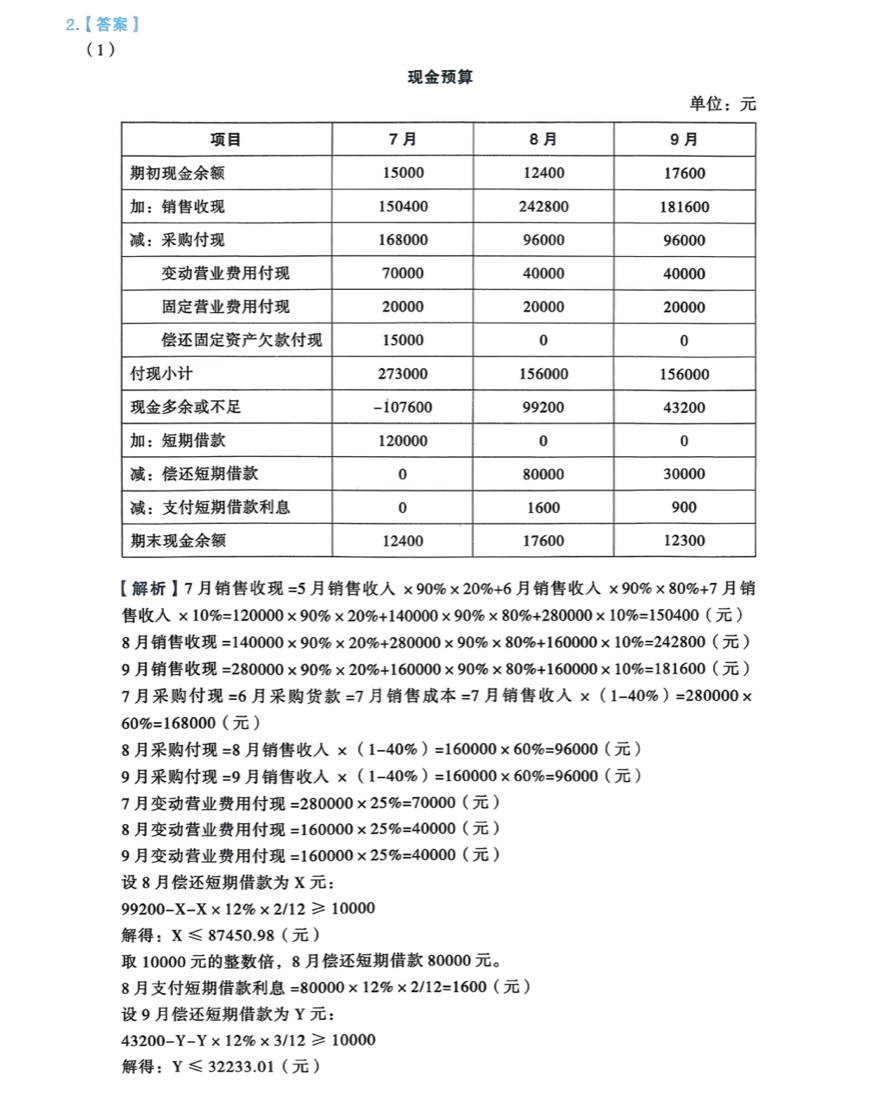 2.【答案】
（1）
现金预算
单位：元
项目 7月 8月 9月
期初现金余额 15000 12400 17600
加：销售收现 150400 242800 181600
减：采购付现 168000 96000 96000
变动营业费用付现 70000 40000 40000
固定营业费用付现 20000 20000 20000
偿还固定资产欠款付现 15000 0 0
付现小计 273000 156000 156000
现金多余或不足 -107600 99200 43200
加：短期借款 120000 0 0
减：偿还短期借款 0 80000 30000
减：支付短期借款利息 0 1600 900
期末现金余额 12400 17600 12300
【解析】7月销售收现=5月销售收入×90%×20%+6月销售收入×90%×80%+7月销
售收入×10%=120000×90%×20%+140000×90%×80%+280000×10%=150400（元）
8月销售收现=140000×90%×20%+280000×90%×80%+160000×10%=242800（元）
9月销售收现=280000×90%×20%+160000×90%×80%+160000×10%=181600（元）
7月采购付现=6月采购货款=7月销售成本=7月销售收入×（1-40%）=280000×
60%=168000（元）
8月采购付现=8月销售收入×（1-40%）=160000×60%=96000（元）
9月采购付现=9月销售收入×（1-40%）=160000×60%=96000（元）
7月变动营业费用付现=280000×25%=70000（元）
8月变动营业费用付现=160000×25%=40000（元）
9月变动营业费用付现=160000×25%=40000（元）
设8月偿还短期借款为X元：
99200-X-X×12%×2/12≥10000
解得：X≤87450.98（元）
取10000元的整数倍，8月偿还短期借款80000元。
8月支付短期借款利息=80000×12%×2/12=1600（元）
设9月偿还短期借款为Y元：
43200-Y-Y×12%×3/12≥10000
解得：Y≤32233.01（元）